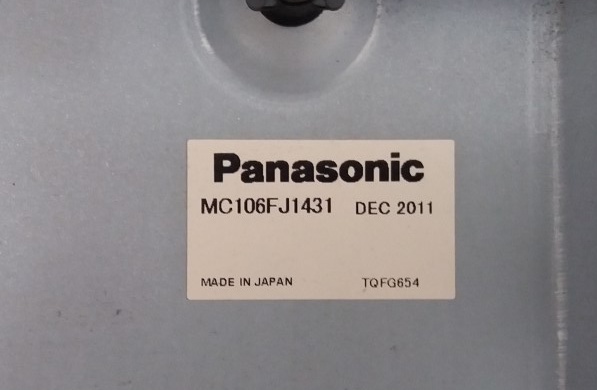 Panasonic
MC106FJ1431 DEC 2011
MADE IN JAPAN TQFG654